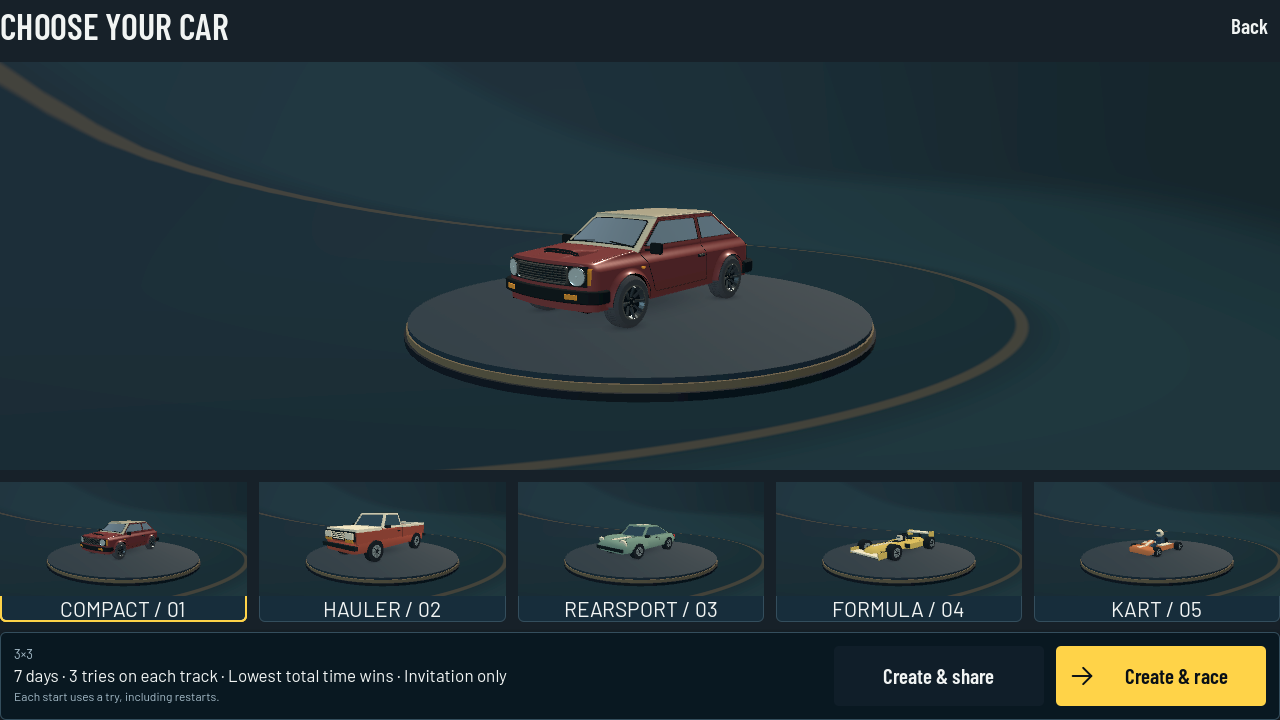 CHOOSE YOUR CAR
Back
COMPACT / 01
HAULER / 02
REARSPORT / 03
FORMULA / 04
KART / 05
3×3
7 days · 3 tries on each track · Lowest total time wins · Invitation only
Each start uses a try, including restarts.
Create & share
Create & race